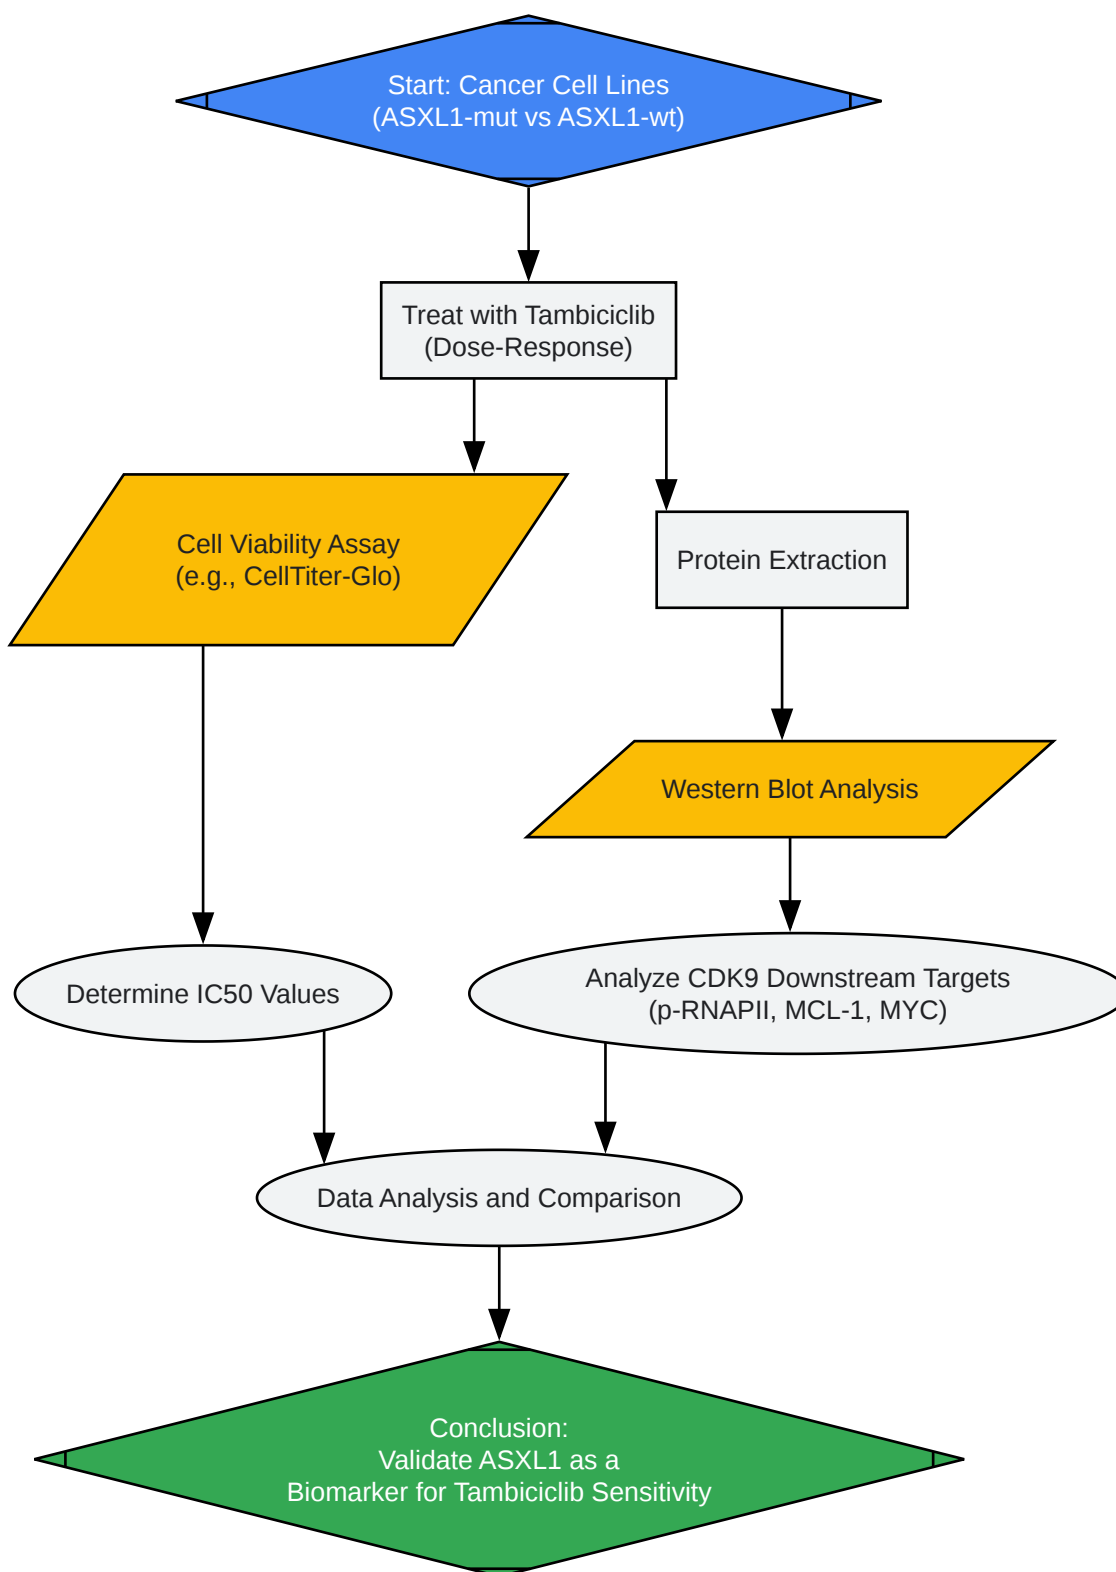 Start: Cancer Cell Lines
(ASXL1-mut vs ASXL1-wt)
Treat with Tambiciclib
(Dose-Response)
Cell Viability Assay
(e.g., CellTiter-Glo)
Protein Extraction
Western Blot Analysis
Determine IC50 Values
Analyze CDK9 Downstream Targets
(p-RNAPII, MCL-1, MYC)
Data Analysis and Comparison
Conclusion:
Validate ASXL1 as a
Biomarker for Tambiciclib Sensitivity